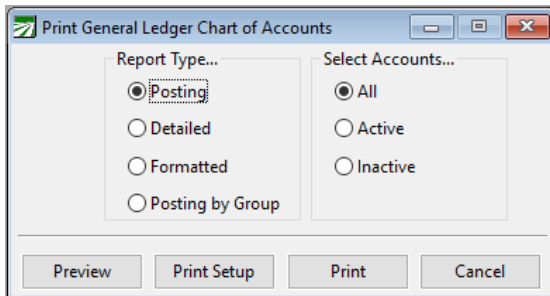 Print General Ledger Chart of Accounts
Report Type...
Posting
Detailed
Formatted
Posting by Group
Select Accounts...
All
Active
Inactive
Preview
Print Setup
Print
Cancel